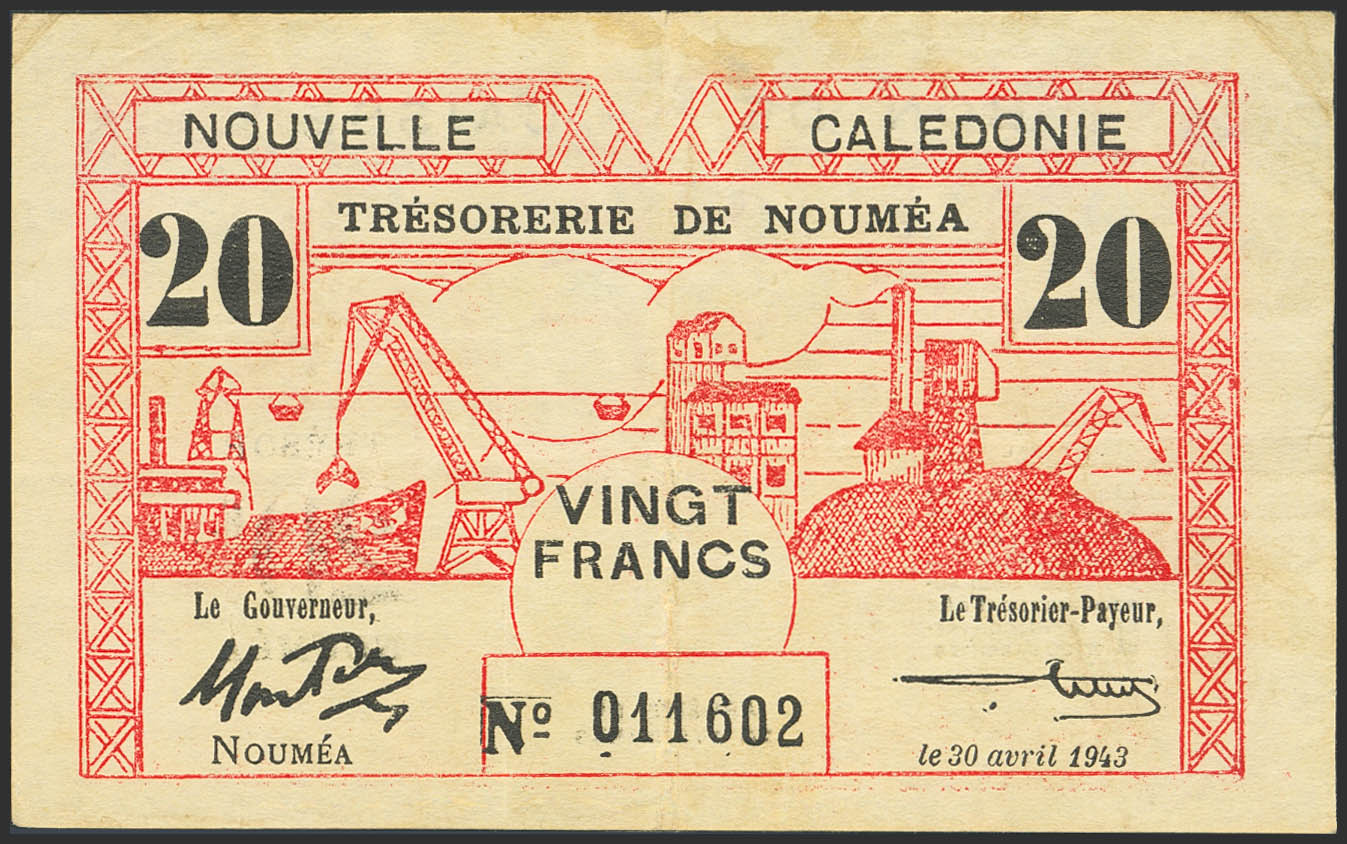 NOUVELLE CALEDONIE
TRÉSORERIE DE NOUMÉA
20 20
VINGT
FRANCS
Le Gouverneur, Le Trésorier-Payeur,
Nº 011602
NOUMÉA le 30 avril 1943